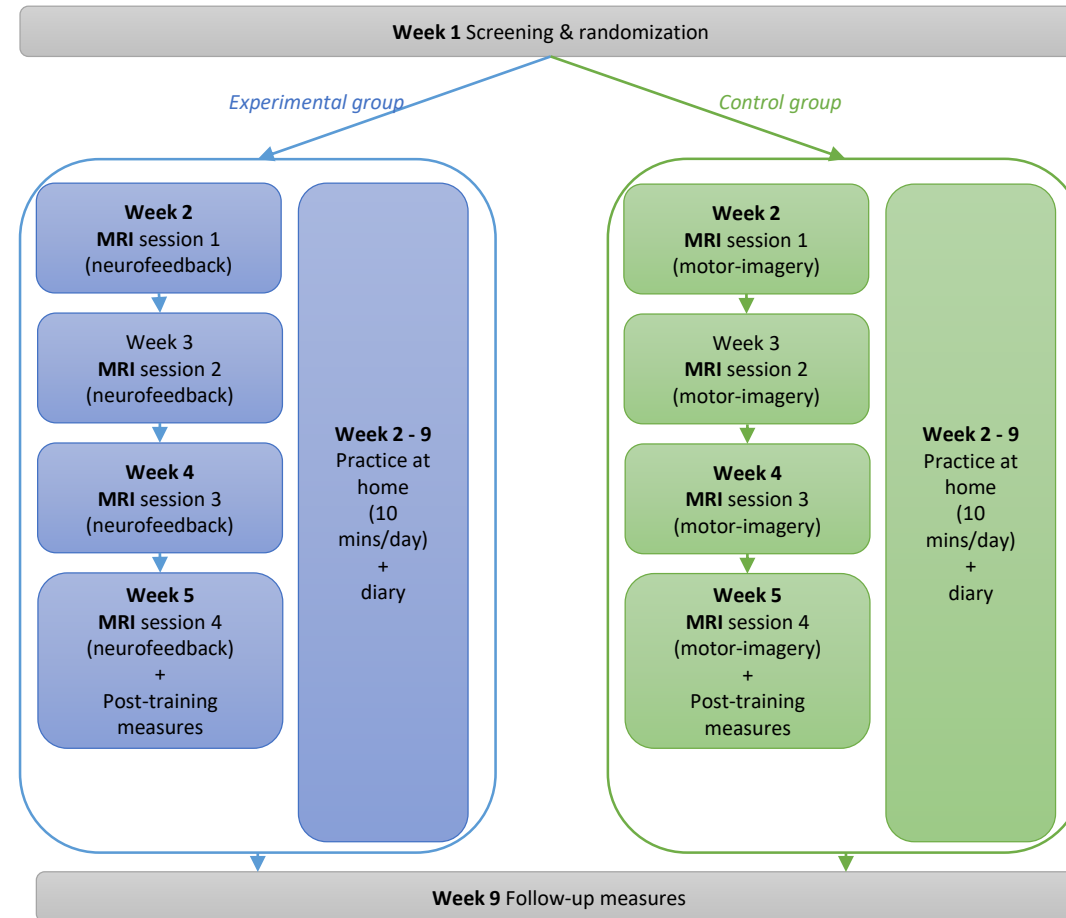 Week 1 Screening & randomization
Experimental group
Control group
Week 2
MRI session 1
(neurofeedback)
Week 3
MRI session 2
(neurofeedback)
Week 4
MRI session 3
(neurofeedback)
Week 5
MRI session 4
(neurofeedback)
+
Post-training
measures
Week 2 - 9
Practice at
home
(10
mins/day)
+
diary
Week 2
MRI session 1
(motor-imagery)
Week 3
MRI session 2
(motor-imagery)
Week 4
MRI session 3
(motor-imagery)
Week 5
MRI session 4
(motor-imagery)
+
Post-training
measures
Week 2 - 9
Practice at
home
(10
mins/day)
+
diary
Week 9 Follow-up measures